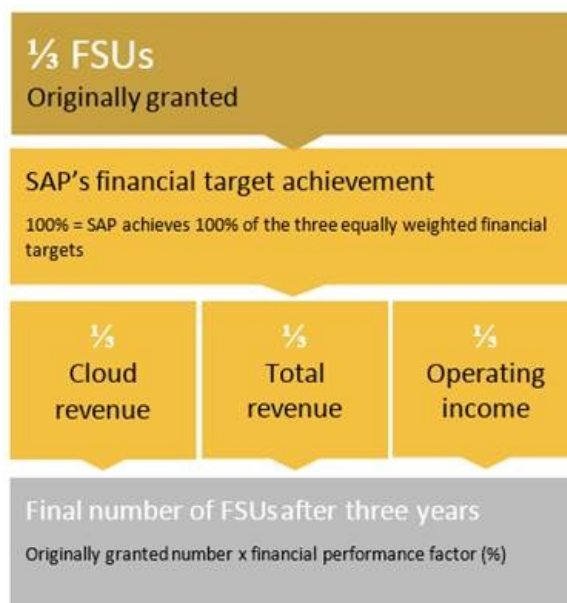 ⅓ FSUs
Originally granted
SAP's financial target achievement
100% = SAP achieves 100% of the three equally weighted financial
targets
⅓
Cloud
revenue
⅓
Total
revenue
⅓
Operating
income
Final number of FSUs after three years
Originally granted number x financial performance factor (%)